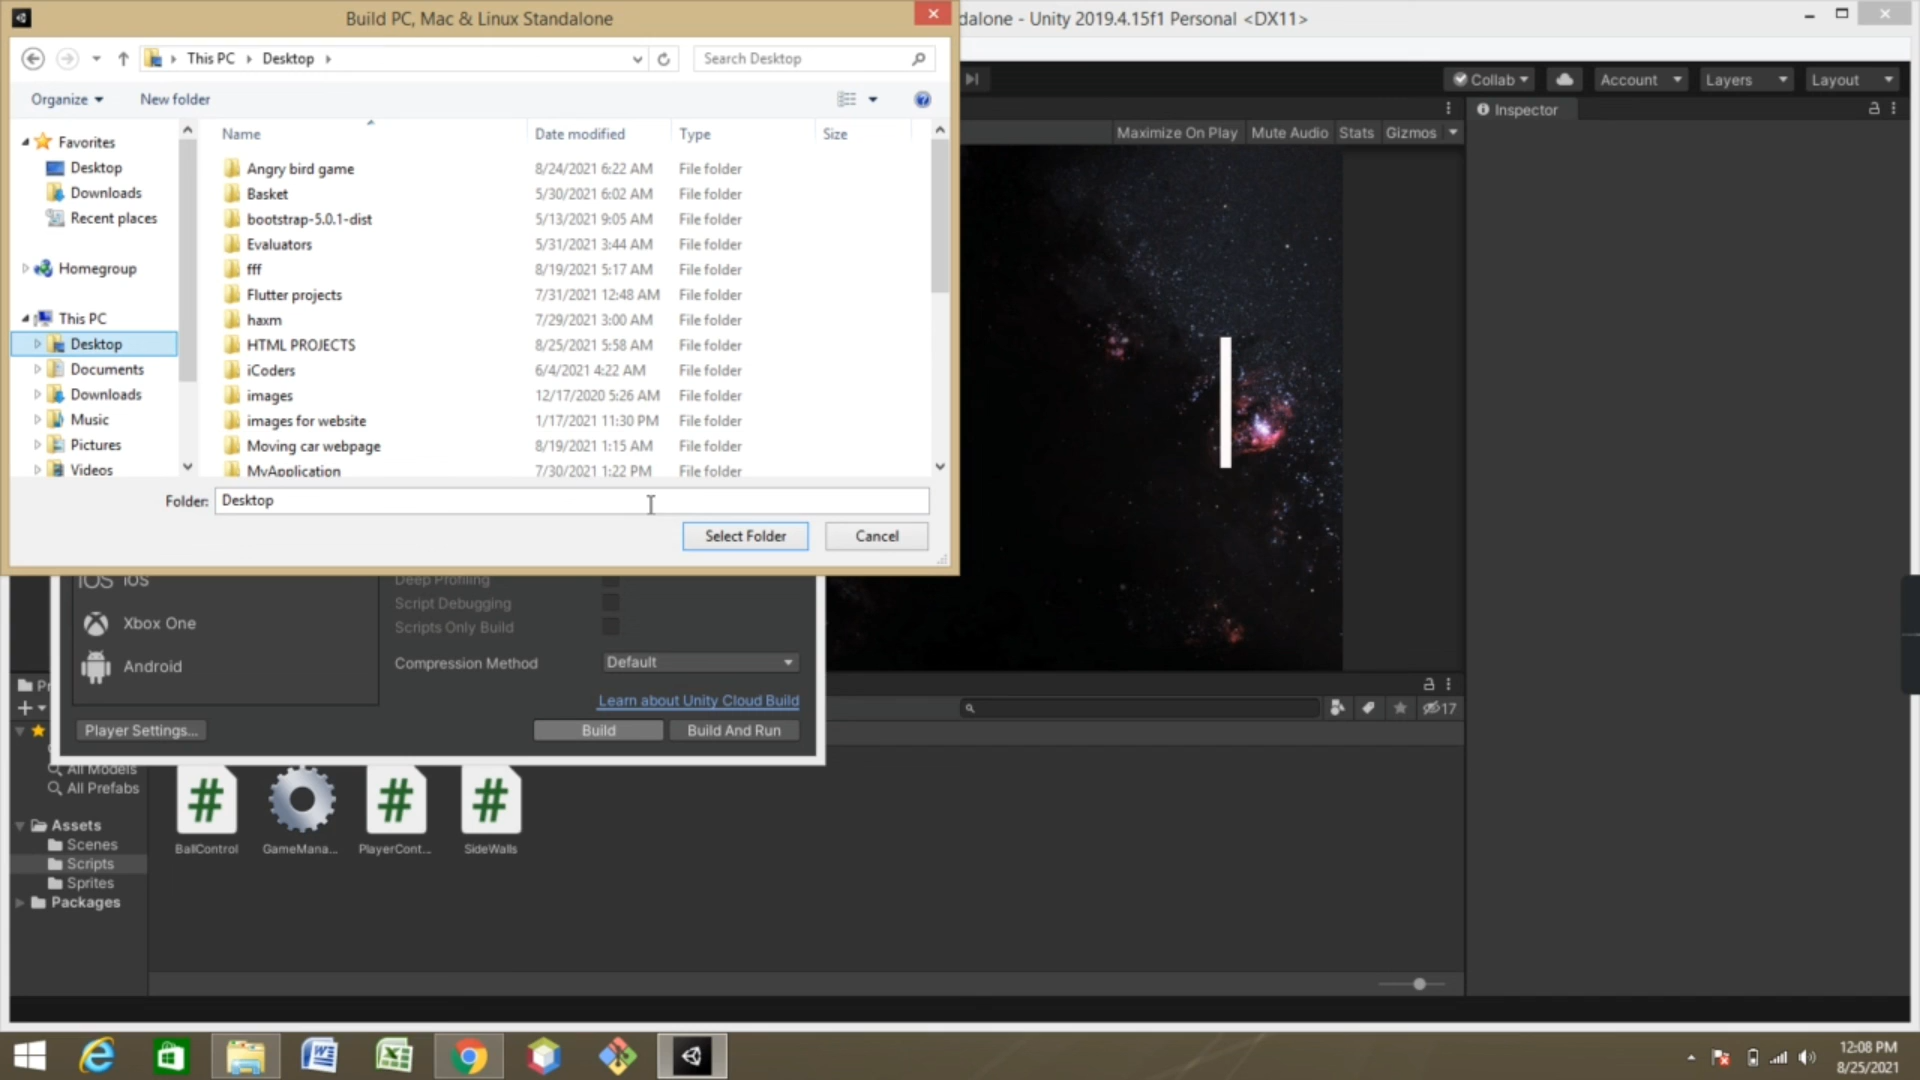 Build PC, Mac & Linux Standalone
dalone - Unity 2019.4.15f1 Personal <DX11>
This PC Desktop
Search Desktop
Collab Account Layers Layout
Organize New folder
Inspector
Maximize On Play Mute Audio Stats Gizmos
Name Date modified Type Size
Favorites
Desktop
Downloads
Recent places
Homegroup
This PC
Desktop
Documents
Downloads
Music
Pictures
Videos
Angry bird game 8/24/2021 6:22 AM File folder
Basket 5/30/2021 6:02 AM File folder
bootstrap-5.0.1-dist 5/13/2021 9:05 AM File folder
Evaluators 5/31/2021 3:44 AM File folder
fff 8/19/2021 5:17 AM File folder
Flutter projects 7/31/2021 12:48 AM File folder
haxm 7/29/2021 3:00 AM File folder
HTML PROJECTS 8/25/2021 5:58 AM File folder
iCoders 6/4/2021 4:22 AM File folder
images 12/17/2020 5:26 AM File folder
images for website 1/17/2021 11:30 PM File folder
Moving car webpage 8/19/2021 1:15 AM File folder
MyApplication 7/30/2021 1:22 PM File folder
Folder: Desktop
Select Folder Cancel
iOS iOS
Xbox One
Android
Deep Profiling
Script Debugging
Scripts Only Build
Compression Method Default
Learn about Unity Cloud Build
Player Settings... Build Build And Run
Pr
17
All Models
All Prefabs
Assets
Scenes
Scripts
Sprites
Packages
BallControl GameMana... PlayerCont... SideWalls
12:08 PM
8/25/2021